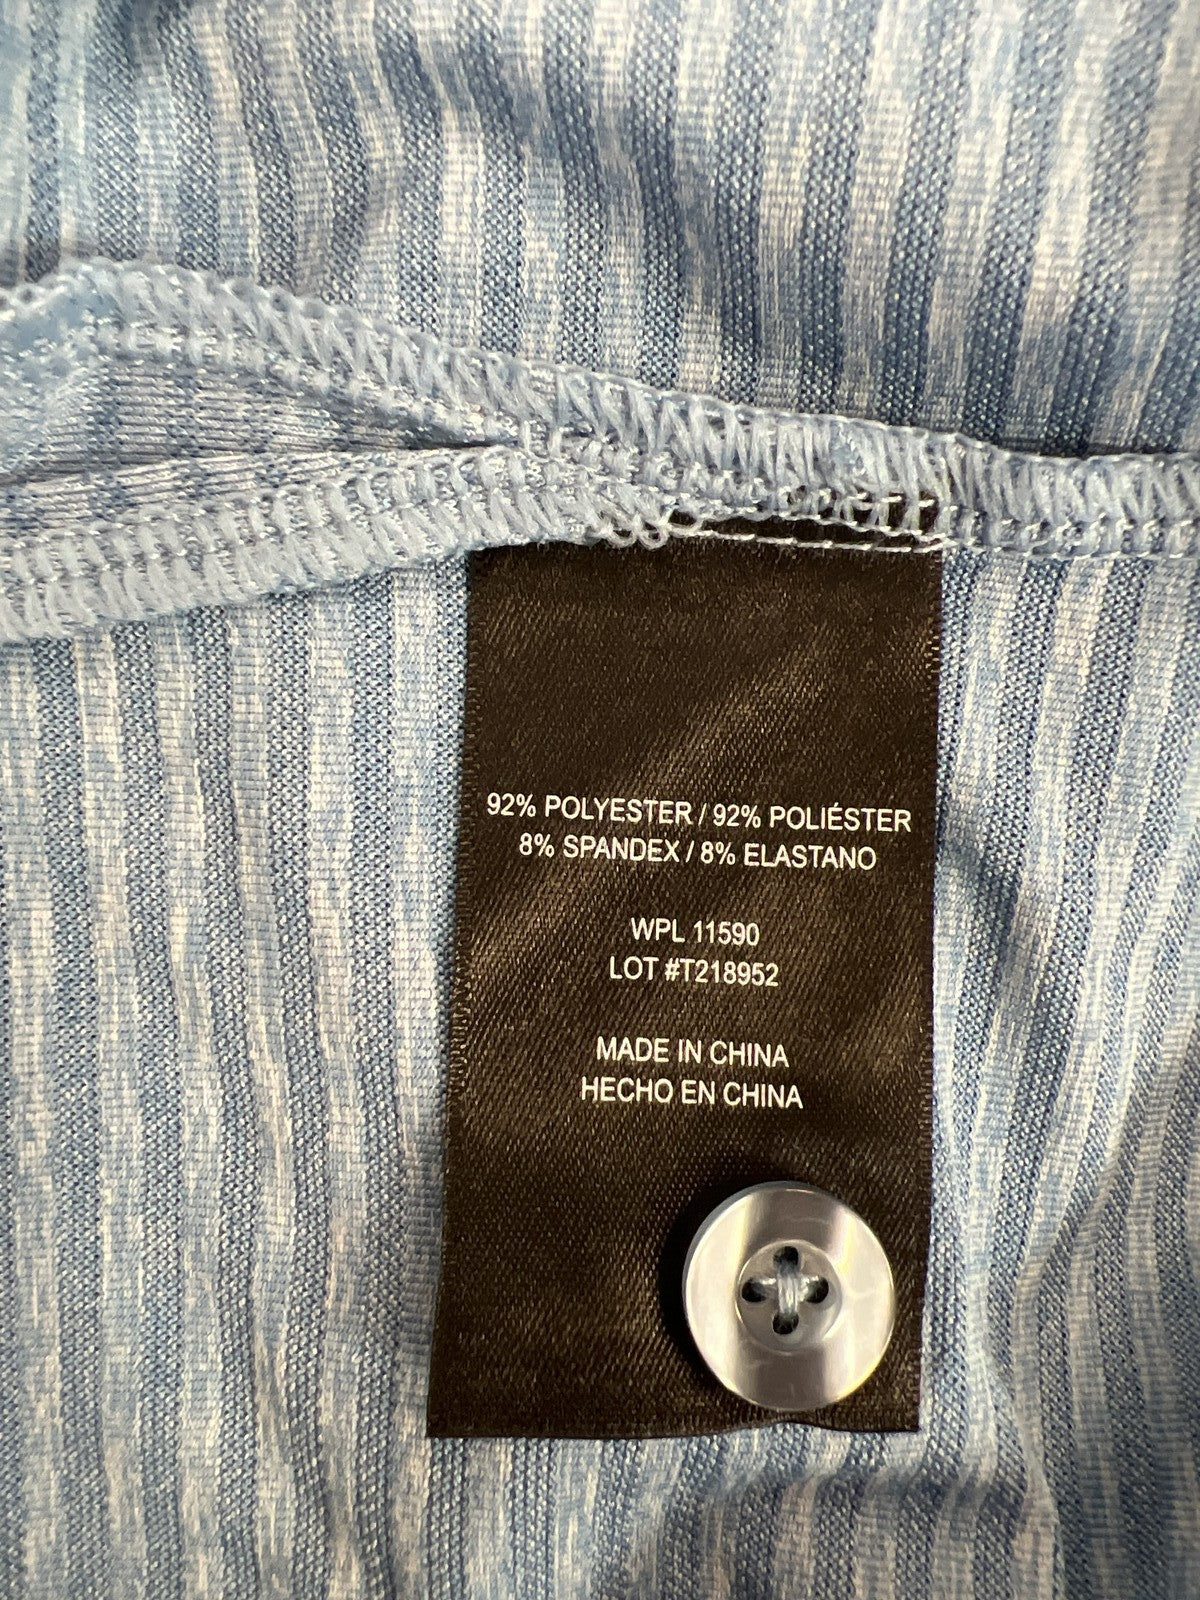 92% POLYESTER / 92% POLIÉSTER
8% SPANDEX / 8% ELASTANO
WPL 11590
LOT #T218952
MADE IN CHINA
HECHO EN CHINA